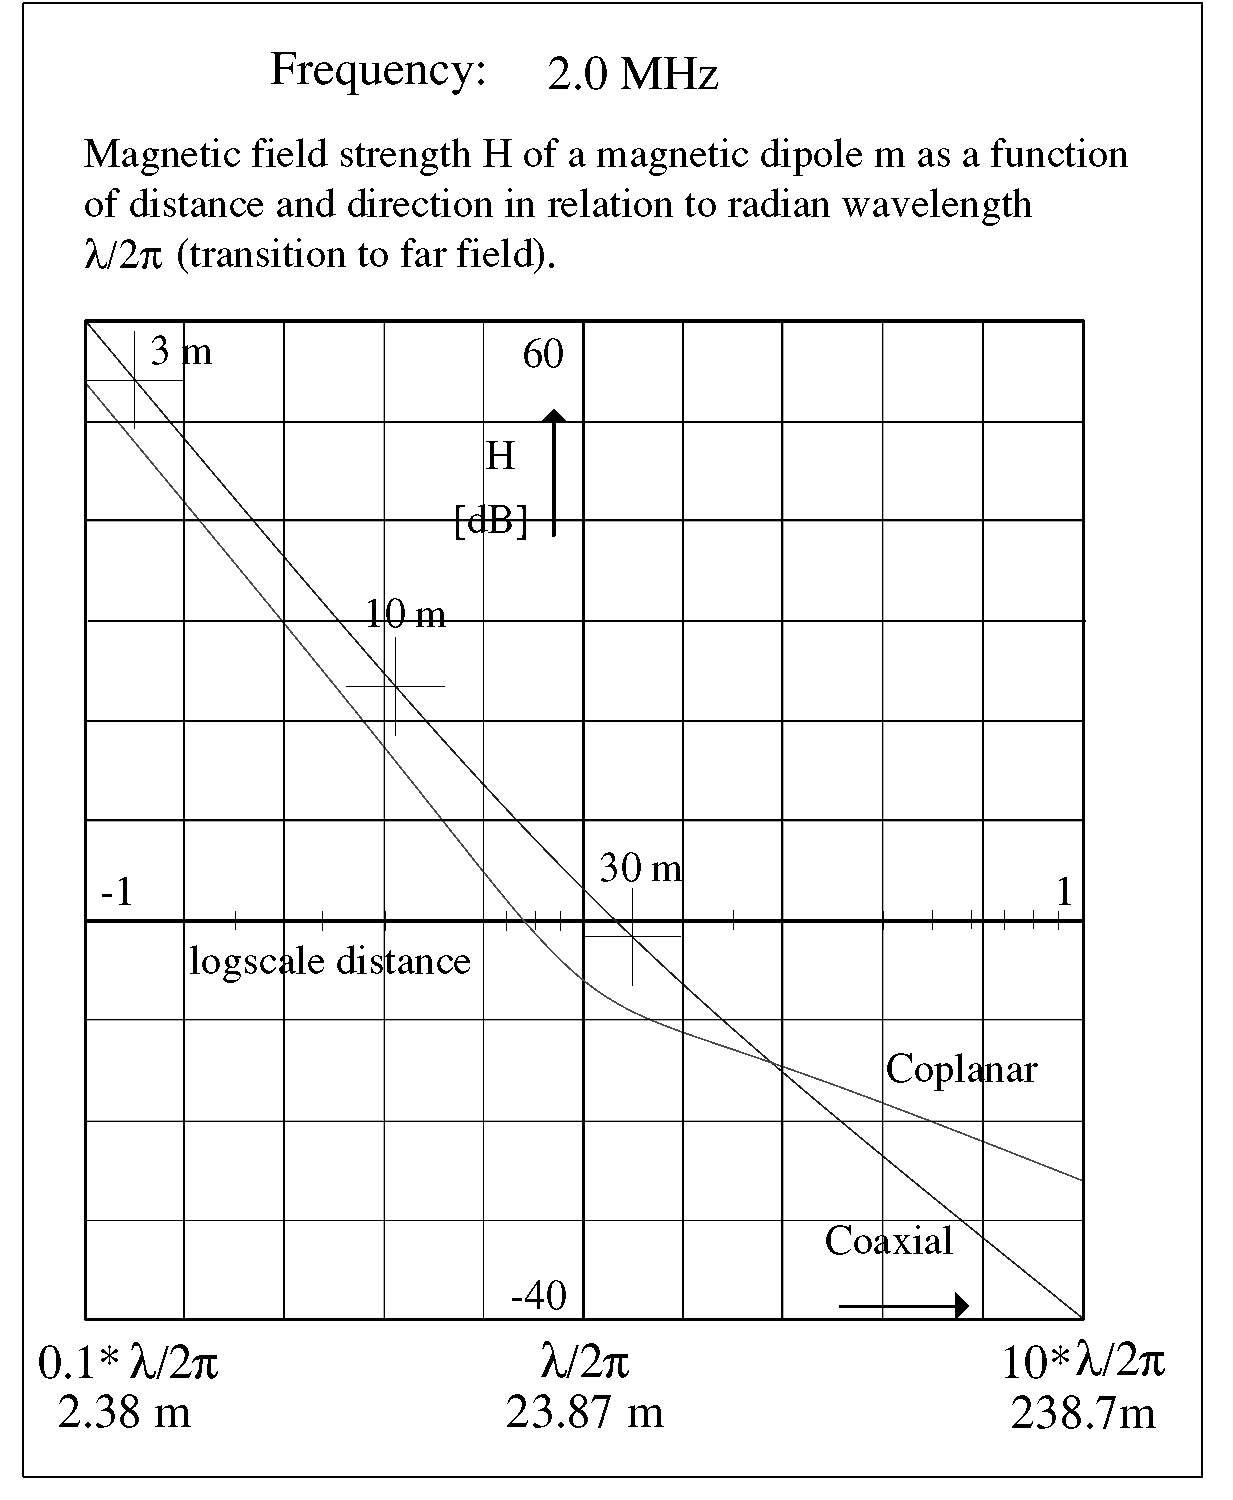 Frequency: 2.0 MHz
Magnetic field strength H of a magnetic dipole m as a function
of distance and direction in relation to radian wavelength
λ/2π (transition to far field).
3 m
60
H
[dB]
10 m
30 m
-1
1
logscale distance
Coplanar
Coaxial
-40
0.1* λ/2π
λ/2π
10* λ/2π
2.38 m
23.87 m
238.7m